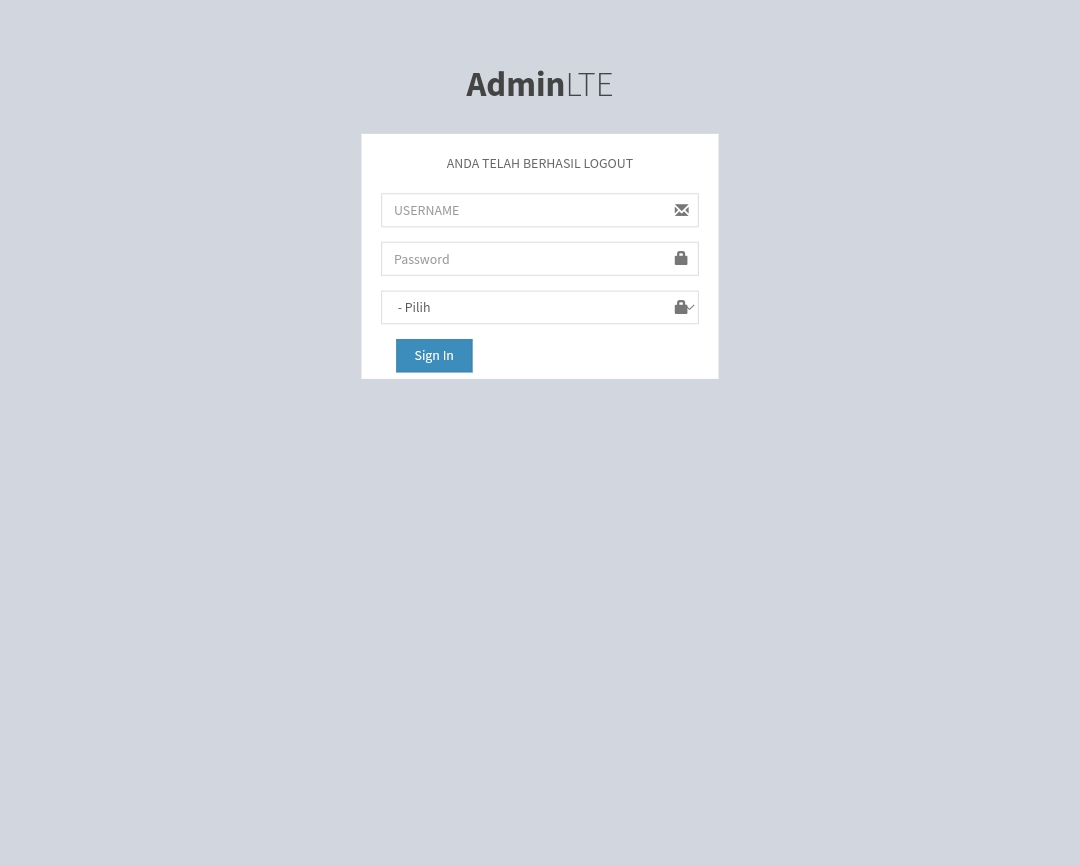 AdminLTE
ANDA TELAH BERHASIL LOGOUT
USERNAME
Password
- Pilih
Sign In